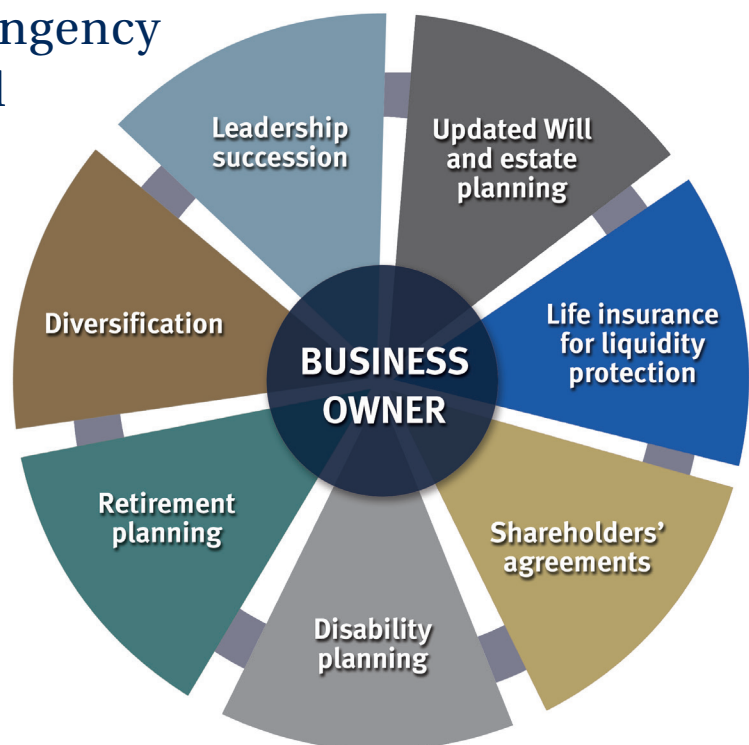 Leadership
succession
Updated Will
and estate
planning
Life insurance
for liquidity
protection
Shareholders’
agreements
Disability
planning
Retirement
planning
Diversification
BUSINESS
OWNER